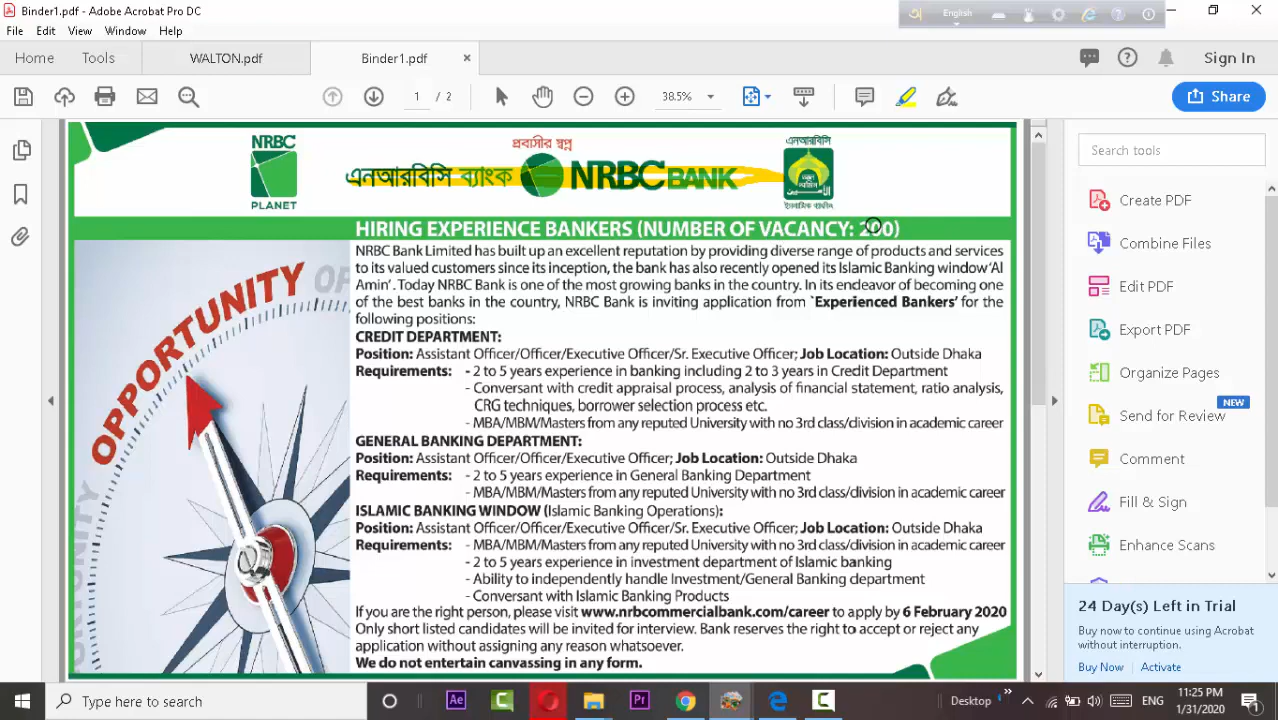 Binder1.pdf - Adobe Acrobat Pro DC
অ English
File Edit View Window Help
Home Tools WALTON.pdf Binder1.pdf × Sign In
1 / 2 38.5% Share
NRBC
PLANET
প্রবাসীর স্বপ্ন
এনআরবিসি ব্যাংক NRBC BANK
এনআরবিসি
ইসলামিক ব্যাংকিং
HIRING EXPERIENCE BANKERS (NUMBER OF VACANCY: 200)
OPPORTUNITY
NRBC Bank Limited has built up an excellent reputation by providing diverse range of products and services
to its valued customers since its inception, the bank has also recently opened its Islamic Banking window 'Al
Amin'. Today NRBC Bank is one of the most growing banks in the country. In its endeavor of becoming one
of the best banks in the country, NRBC Bank is inviting application from `Experienced Bankers' for the
following positions:
CREDIT DEPARTMENT:
Position: Assistant Officer/Officer/Executive Officer/Sr. Executive Officer; Job Location: Outside Dhaka
Requirements: - 2 to 5 years experience in banking including 2 to 3 years in Credit Department
- Conversant with credit appraisal process, analysis of financial statement, ratio analysis,
CRG techniques, borrower selection process etc.
- MBA/MBM/Masters from any reputed University with no 3rd class/division in academic career
GENERAL BANKING DEPARTMENT:
Position: Assistant Officer/Officer/Executive Officer; Job Location: Outside Dhaka
Requirements: - 2 to 5 years experience in General Banking Department
- MBA/MBM/Masters from any reputed University with no 3rd class/division in academic career
ISLAMIC BANKING WINDOW (Islamic Banking Operations):
Position: Assistant Officer/Officer/Executive Officer/Sr. Executive Officer; Job Location: Outside Dhaka
Requirements: - MBA/MBM/Masters from any reputed University with no 3rd class/division in academic career
- 2 to 5 years experience in investment department of Islamic banking
- Ability to independently handle Investment/General Banking department
- Conversant with Islamic Banking Products
If you are the right person, please visit www.nrbcommercialbank.com/career to apply by 6 February 2020
Only short listed candidates will be invited for interview. Bank reserves the right to accept or reject any
application without assigning any reason whatsoever.
We do not entertain canvassing in any form.
Search tools
Create PDF
Combine Files
Edit PDF
Export PDF
Organize Pages
NEW
Send for Review
Comment
Fill & Sign
Enhance Scans
24 Day(s) Left in Trial
Buy now to continue using Acrobat
without interruption.
Buy Now Activate
Type here to search Ae Pr Desktop » ENG 11:25 PM
1/31/2020